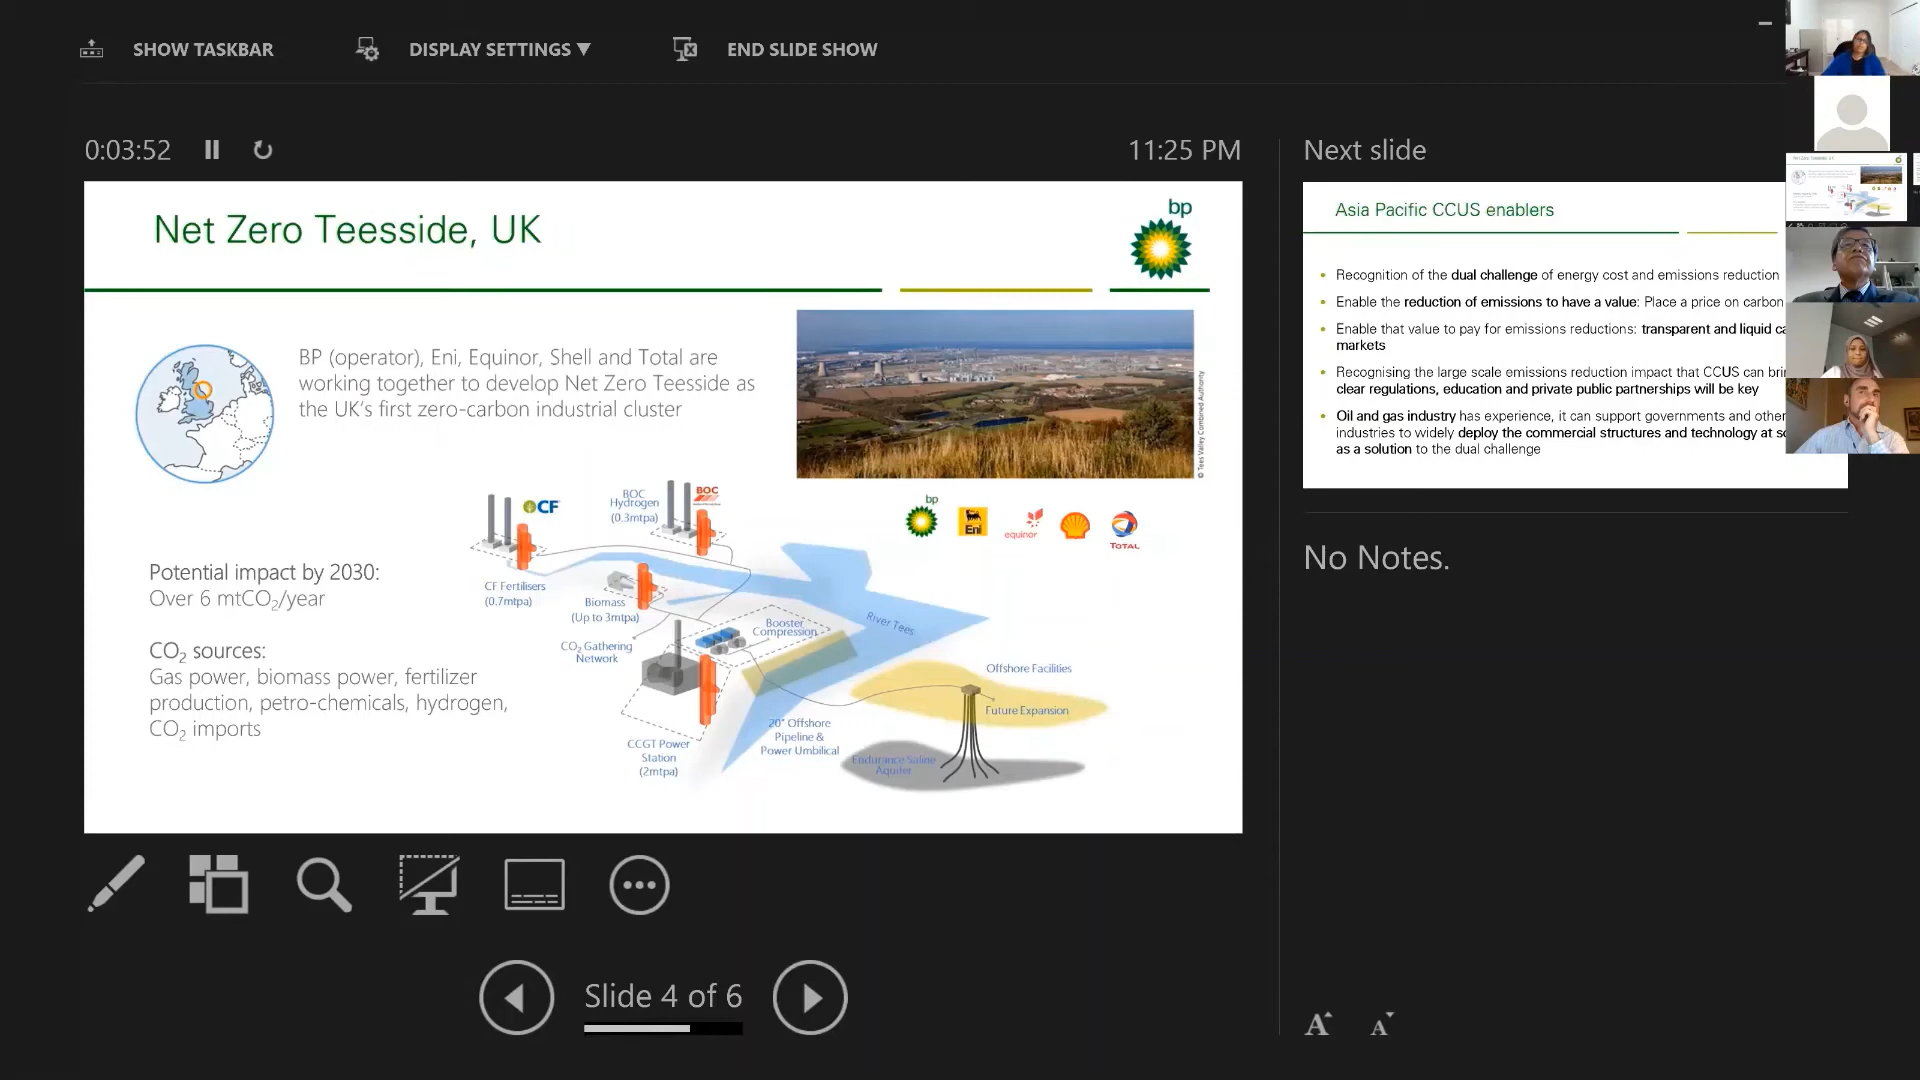 SHOW TASKBAR
DISPLAY SETTINGS ▼
END SLIDE SHOW
0:03:52
11:25 PM
Net Zero Teesside, UK
bp
BP (operator), Eni, Equinor, Shell and Total are
working together to develop Net Zero Teesside as
the UK's first zero-carbon industrial cluster
© Tees Valley Combined Authority
bp
Eni
equinor
TOTAL
CF
BOC
Hydrogen
(0.3mtpa)
BOC
CF Fertilisers
(0.7mtpa)
Biomass
(Up to 3mtpa)
CO₂ Gathering
Network
Booster
Compression
River Tees
Offshore Facilities
Future Expansion
20" Offshore
Pipeline &
Power Umbilical
CCGT Power
Station
(2mtpa)
Endurance Saline
Aquifer
Potential impact by 2030:
Over 6 mtCO₂/year
CO₂ sources:
Gas power, biomass power, fertilizer
production, petro-chemicals, hydrogen,
CO₂ imports
Slide 4 of 6
Next slide
Asia Pacific CCUS enablers
• Recognition of the dual challenge of energy cost and emissions reduction
• Enable the reduction of emissions to have a value: Place a price on carbon
• Enable that value to pay for emissions reductions: transparent and liquid
markets
• Recognising the large scale emissions reduction impact that CCUS can
clear regulations, education and private public partnerships will be key
• Oil and gas industry has experience, it can support governments and other
industries to widely deploy the commercial structures and technology at
as a solution to the dual challenge
No Notes.
A
A